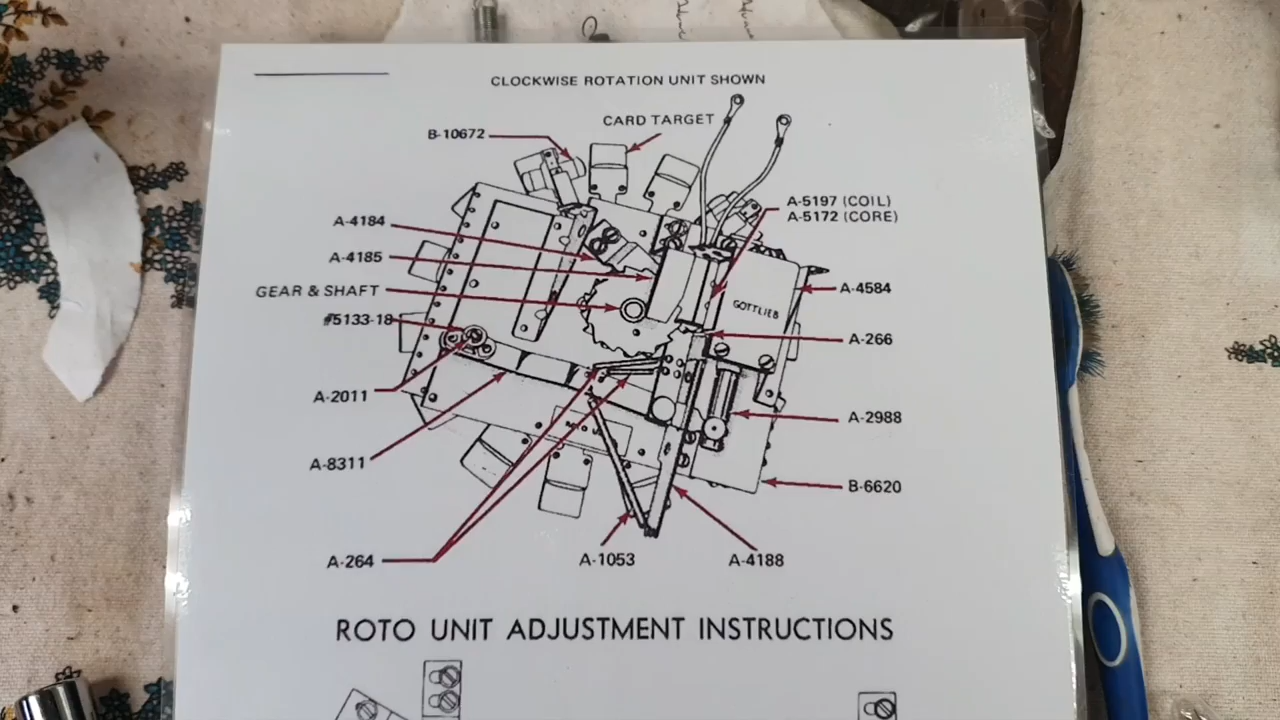 CLOCKWISE ROTATION UNIT SHOWN
CARD TARGET
B-10672
A-5197 (COIL)
A-5172 (CORE)
A-4184
A-4185
GEAR & SHAFT
A-4584
GOTTLIEB
#5133-18
A-266
A-2011
A-2988
A-8311
B-6620
A-264
A-1053
A-4188
ROTO UNIT ADJUSTMENT INSTRUCTIONS